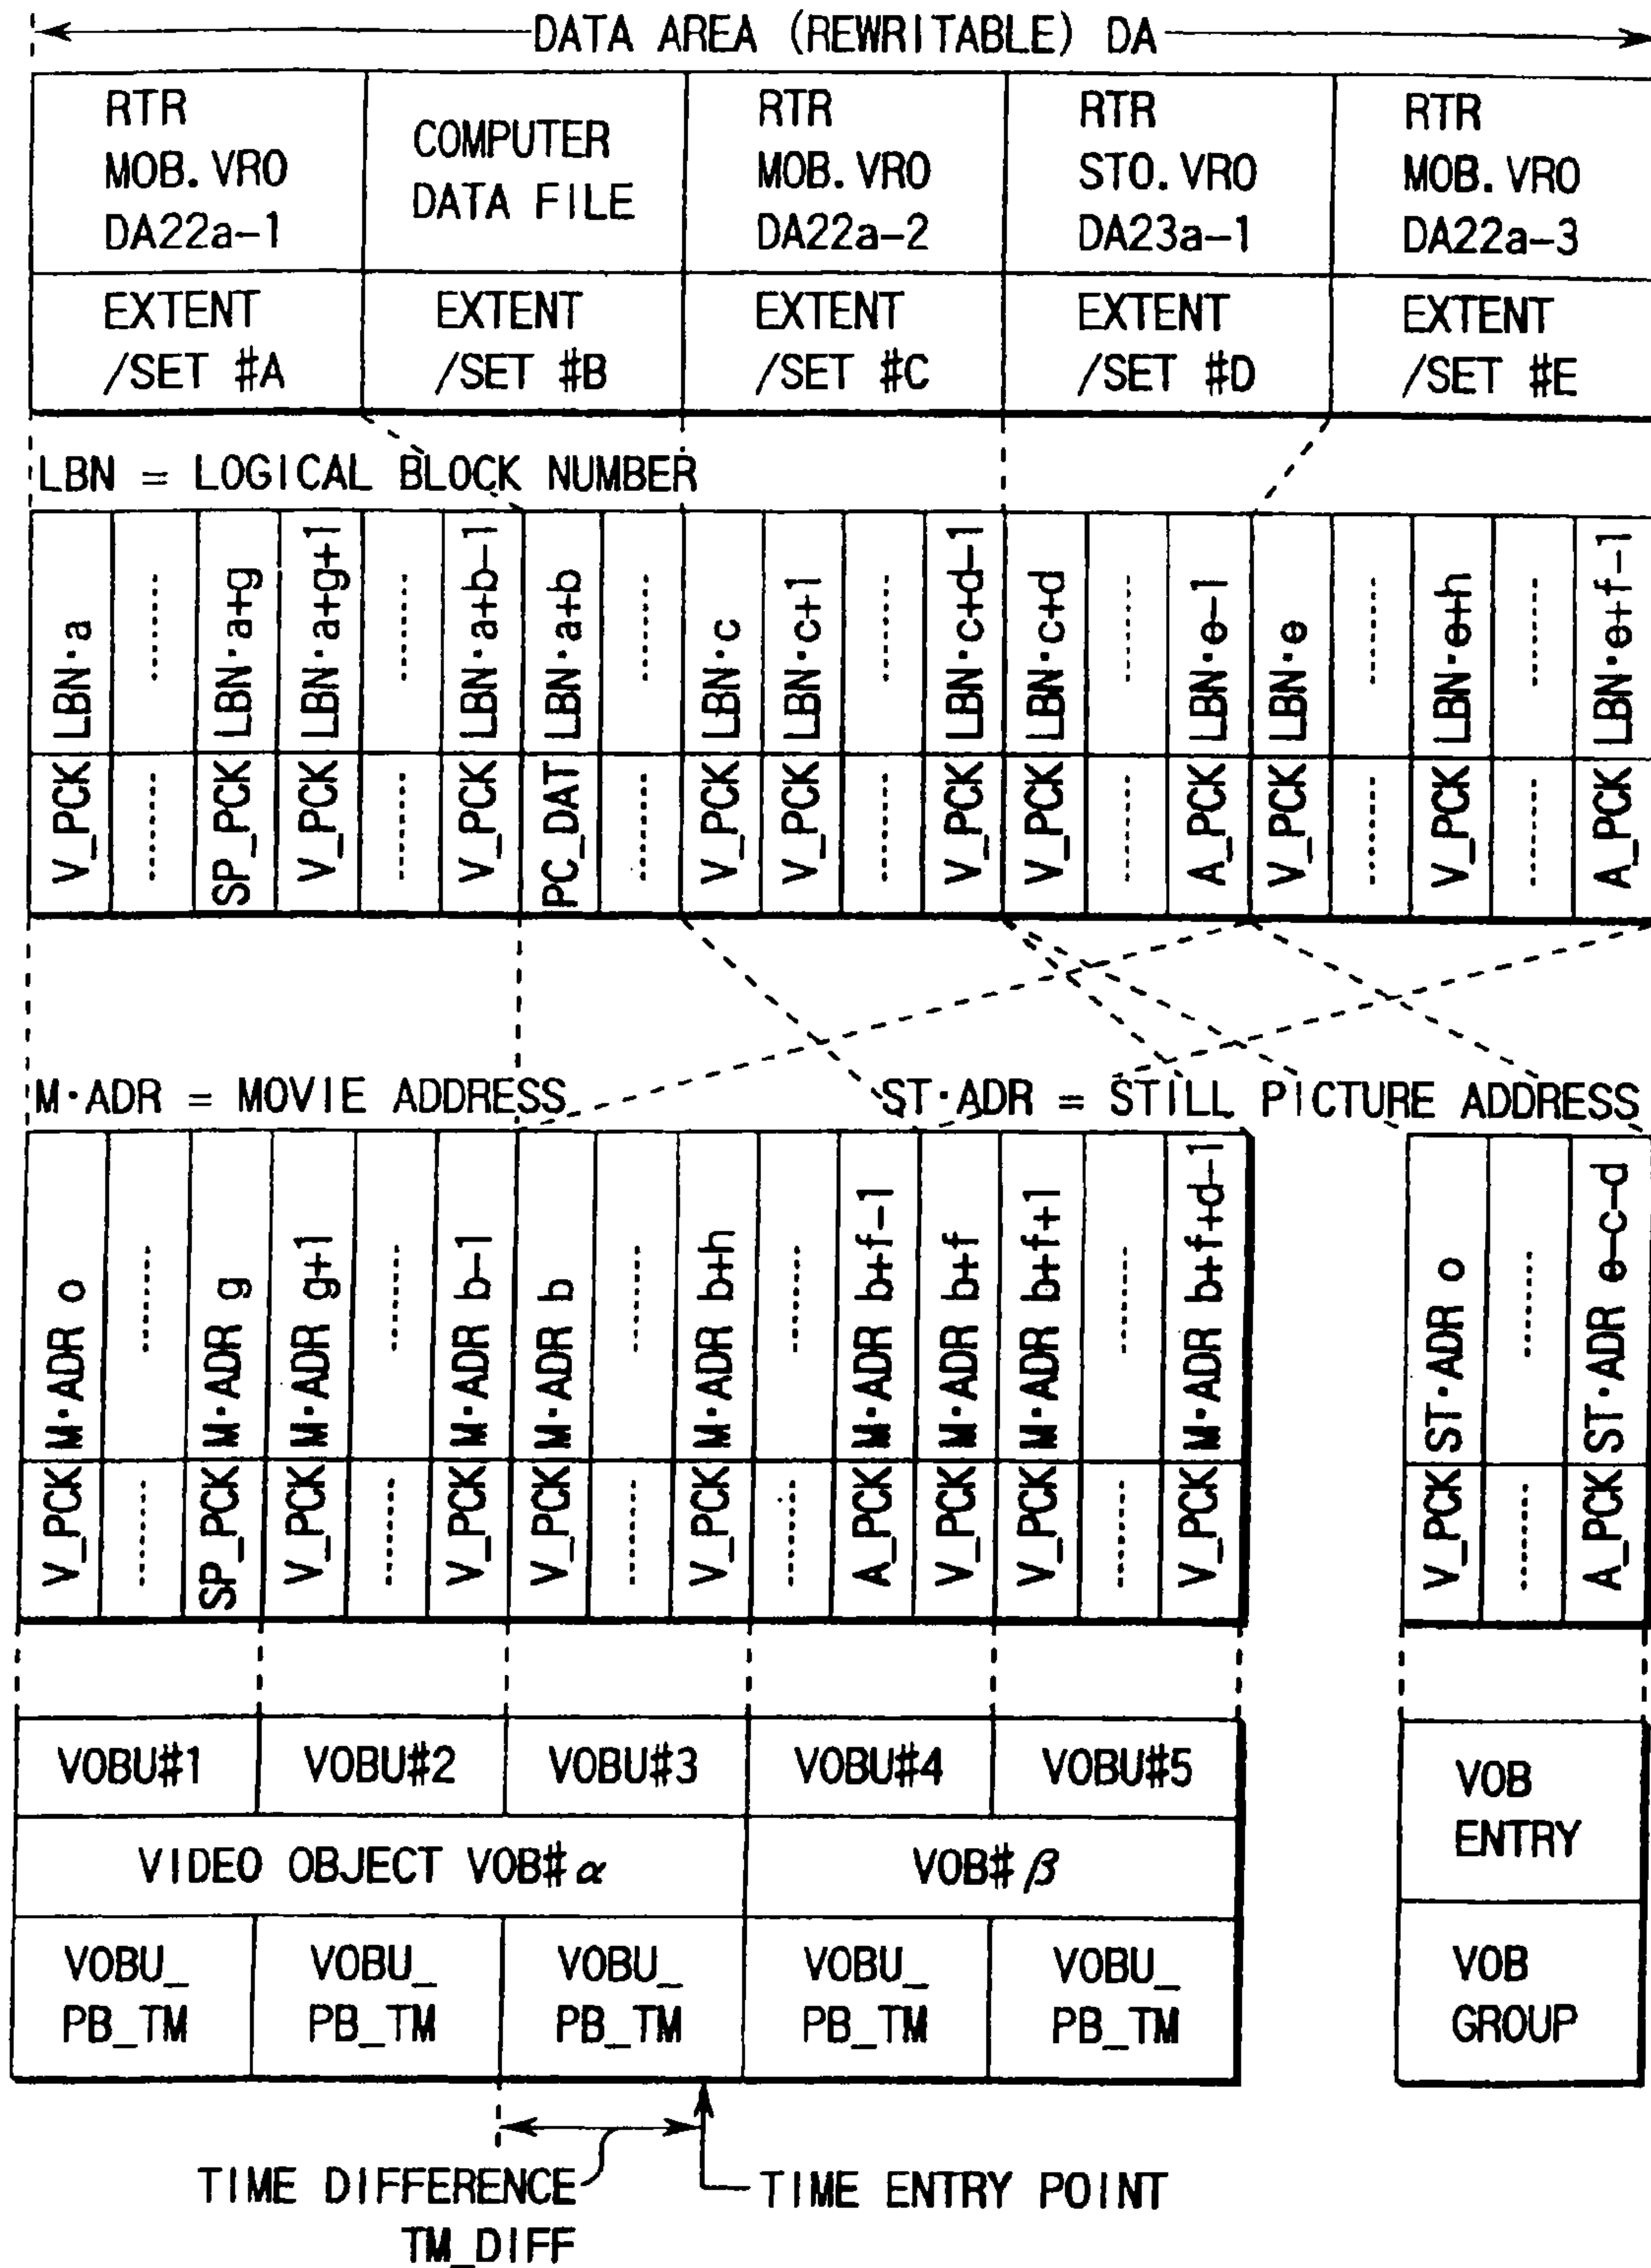 DATA AREA (REWRITABLE) DA
RTR
MOB. VRO
DA22a-1
COMPUTER
DATA FILE
RTR
MOB. VRO
DA22a-2
RTR
STO. VRO
DA23a-1
RTR
MOB. VRO
DA22a-3
EXTENT
/SET #A
EXTENT
/SET #B
EXTENT
/SET #C
EXTENT
/SET #D
EXTENT
/SET #E
LBN = LOGICAL BLOCK NUMBER
V_PCK LBN·a
SP_PCK LBN·a+g
V_PCK LBN·a+g+1
V_PCK LBN·a+b-1
PC_DAT LBN·a+b
V_PCK LBN·c
V_PCK LBN·c+1
V_PCK LBN·c+d-1
V_PCK LBN·c+d
A_PCK LBN·e-1
V_PCK LBN·e
V_PCK LBN·e+h
A_PCK LBN·e+f-1
M·ADR = MOVIE ADDRESS
ST·ADR = STILL PICTURE ADDRESS
V_PCK M·ADR o
SP_PCK M·ADR g
V_PCK M·ADR g+1
V_PCK M·ADR b-1
V_PCK M·ADR b
V_PCK M·ADR b+h
A_PCK M·ADR b+f-1
V_PCK M·ADR b+f
V_PCK M·ADR b+f+1
V_PCK M·ADR b+f+d-1
V_PCK ST·ADR o
A_PCK ST·ADR e-c-d
VOBU#1
VOBU#2
VOBU#3
VOBU#4
VOBU#5
VOB
ENTRY
VIDEO OBJECT VOB#α
VOB#β
VOBU_
PB_TM
VOBU_
PB_TM
VOBU_
PB_TM
VOBU_
PB_TM
VOBU_
PB_TM
VOB
GROUP
TIME DIFFERENCE
TM_DIFF
TIME ENTRY POINT